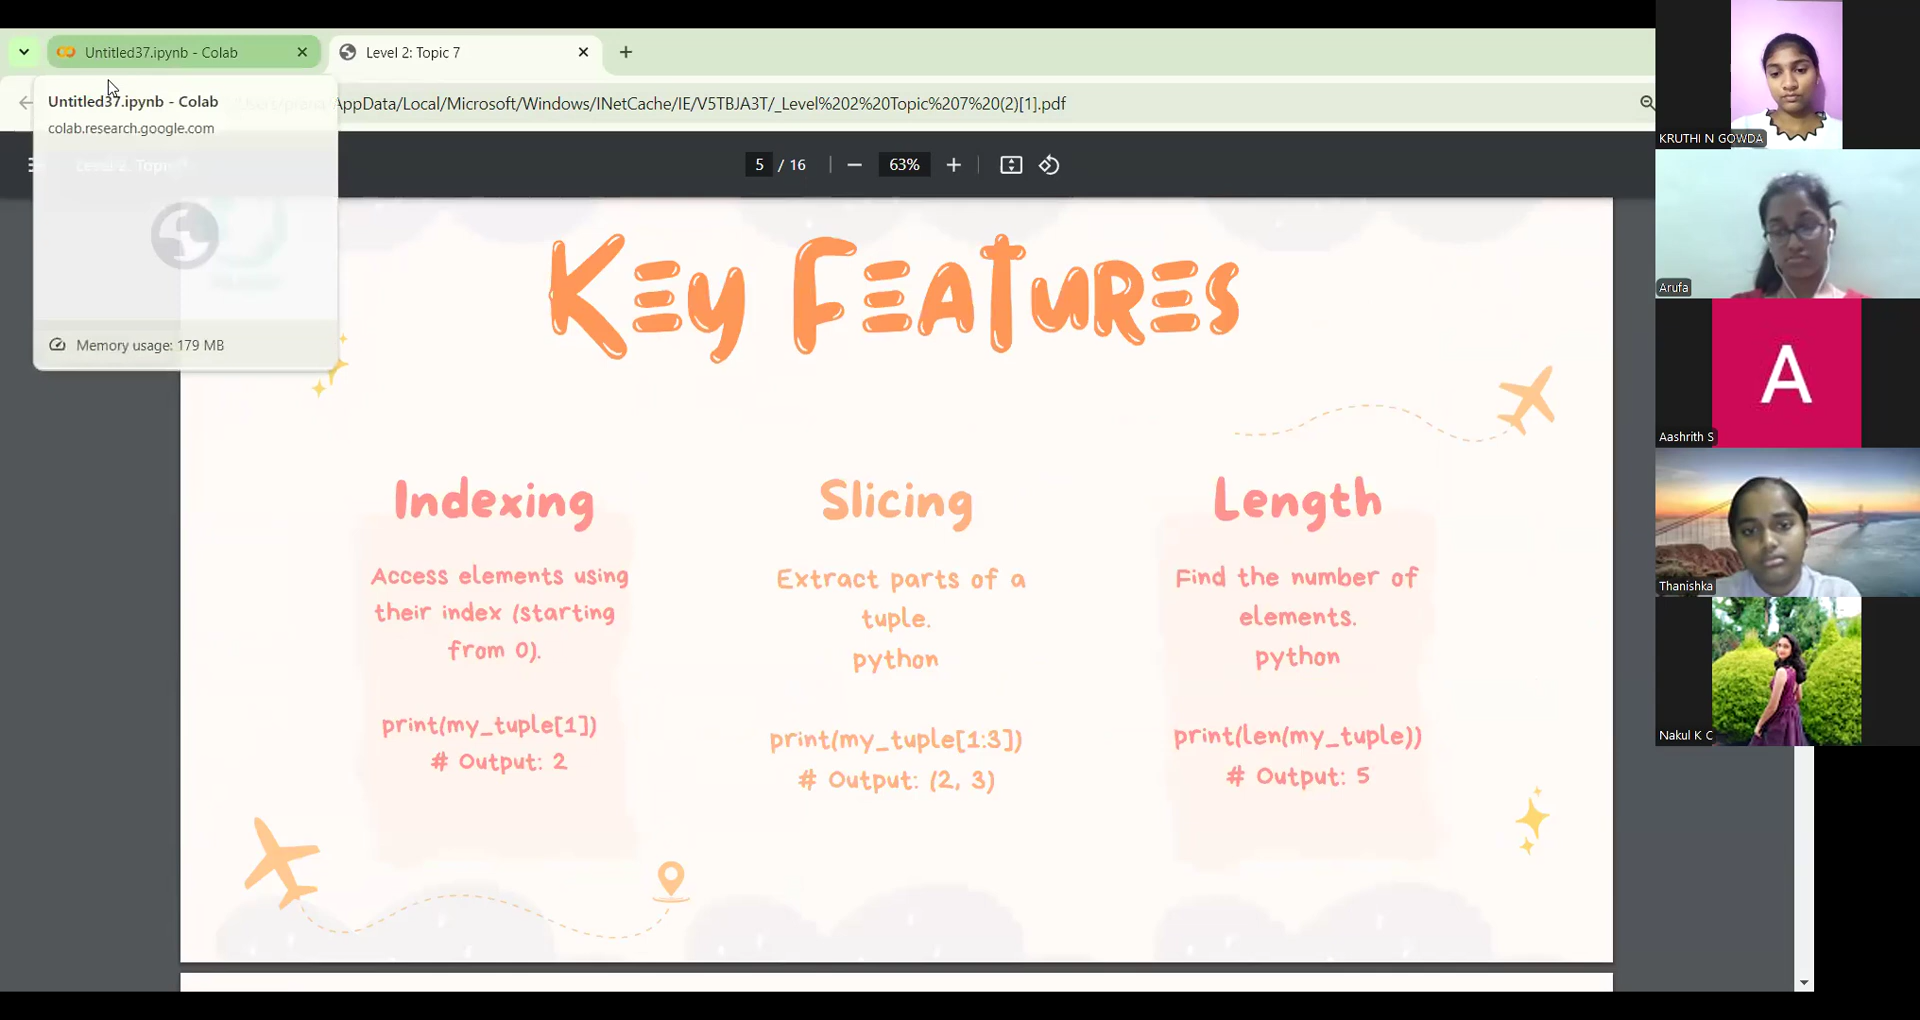 Untitled37.ipynb - Colab
Level 2: Topic 7
Untitled37.ipynb - Colab
colab.research.google.com
/AppData/Local/Microsoft/Windows/INetCache/IE/V5TBJA3T/_Level%202%20Topic%207%20(2)[1].pdf
5 / 16
63%
Memory usage: 179 MB
Key Features
Indexing
Access elements using
their index (starting
from 0).
print(my_tuple[1])
# Output: 2
Slicing
Extract parts of a
tuple.
python
print(my_tuple[1:3])
# Output: (2, 3)
Length
Find the number of
elements.
python
print(len(my_tuple))
# Output: 5
KRUTHI N GOWDA
Arufa
A
Aashrith S
Thanishka
Nakul K C